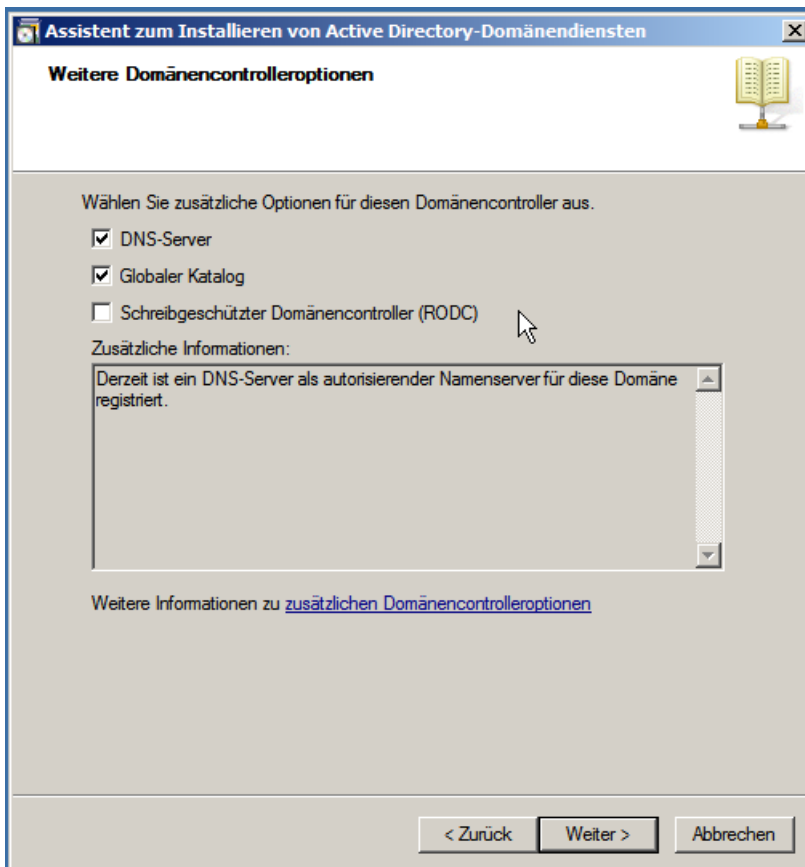 Assistent zum Installieren von Active Directory-Domänendiensten
Weitere Domänencontrolleroptionen
Wählen Sie zusätzliche Optionen für diesen Domänencontroller aus.
DNS-Server
Globaler Katalog
Schreibgeschützter Domänencontroller (RODC)
Zusätzliche Informationen:
Derzeit ist ein DNS-Server als autorisierender Namenserver für diese Domäne
registriert.
Weitere Informationen zu zusätzlichen Domänencontrolleroptionen
< Zurück
Weiter >
Abbrechen